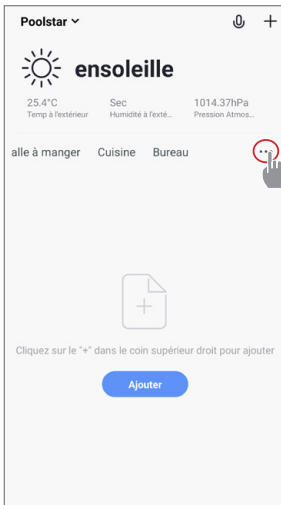 Poolstar
ensoleille
25.4°C Sec 1014.37hPa
Temp à l'extérieur Humidité à l'exté... Pression Atmos...
alle à manger Cuisine Bureau ...
Cliquez sur le "+" dans le coin supérieur droit pour ajouter
Ajouter